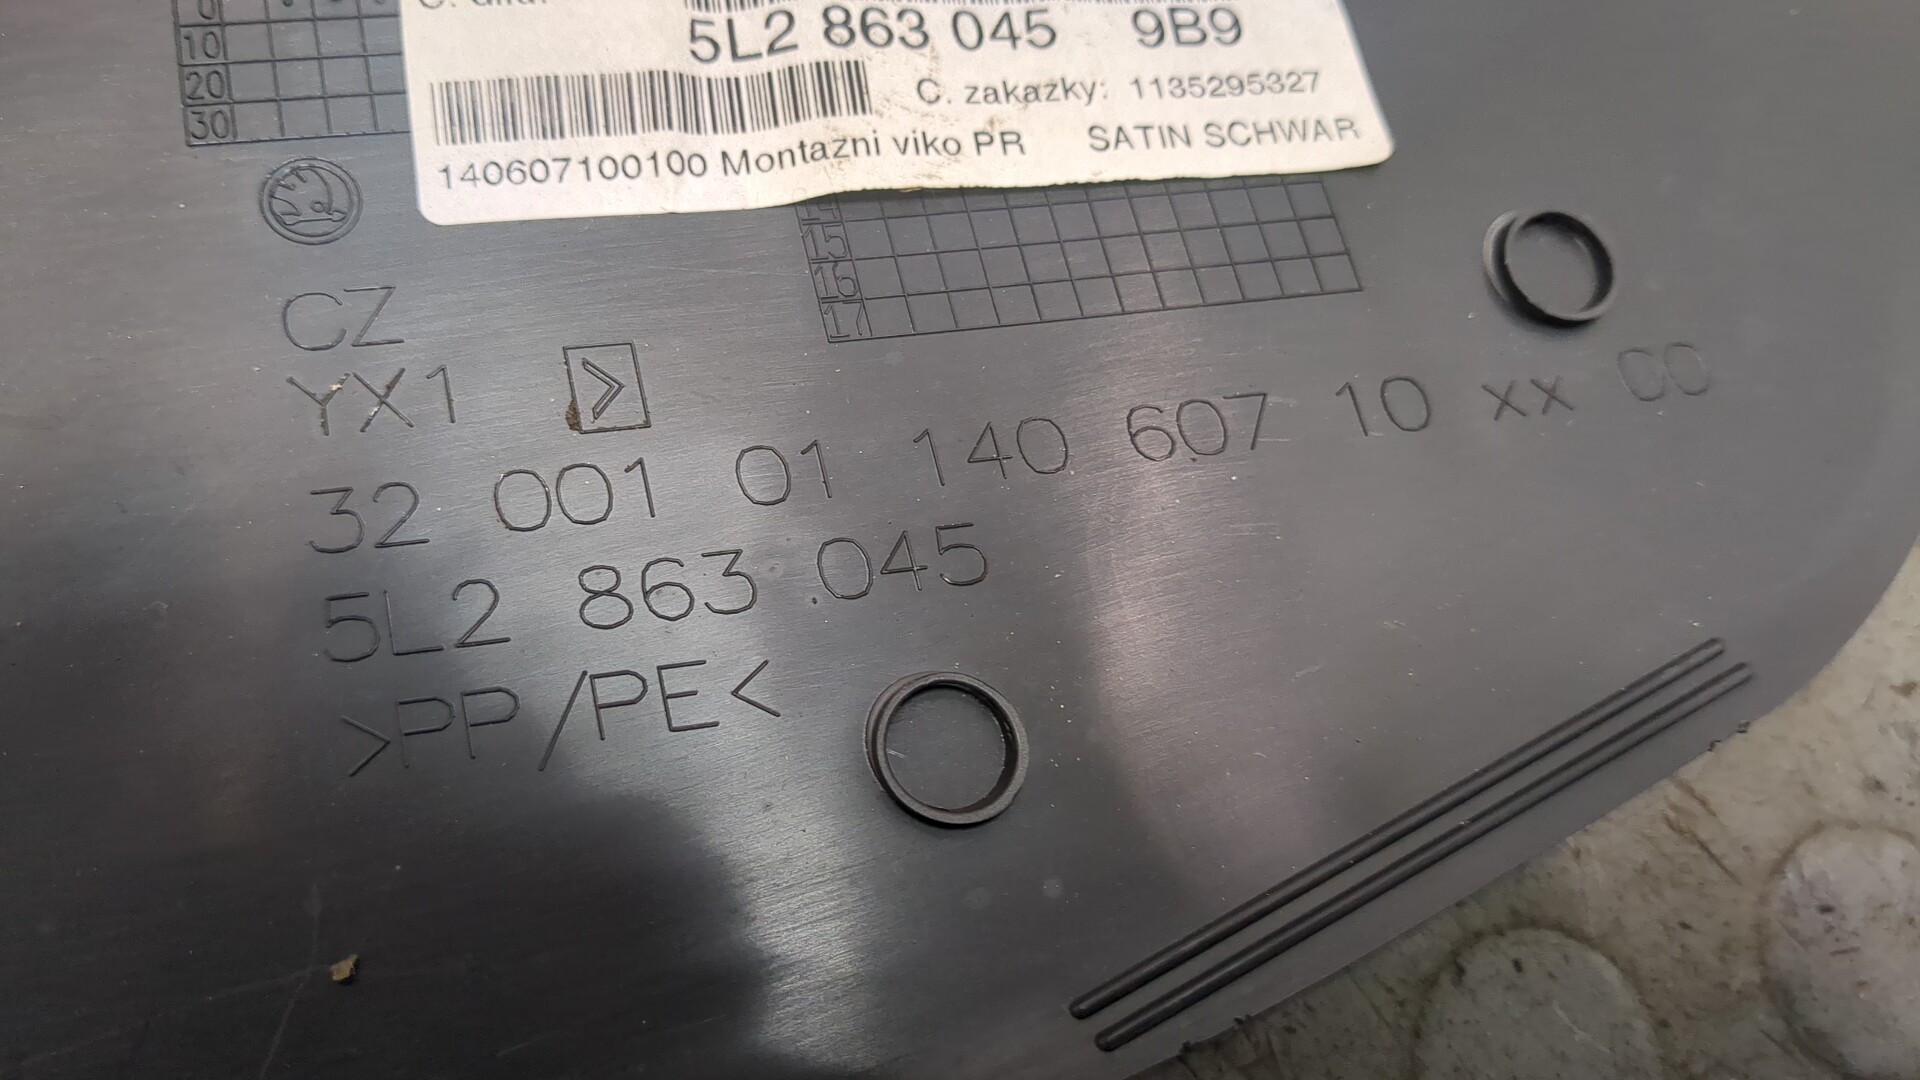 0
10
20
30
5L2 863 045 9B9
C. zakazky: 1135295327
140607100100 Montazni viko PR SATIN SCHWAR
15
16
17
CZ
YX1 >
32 001 01 140 607 10 xx 00
5L2 863 045
>PP/PE<